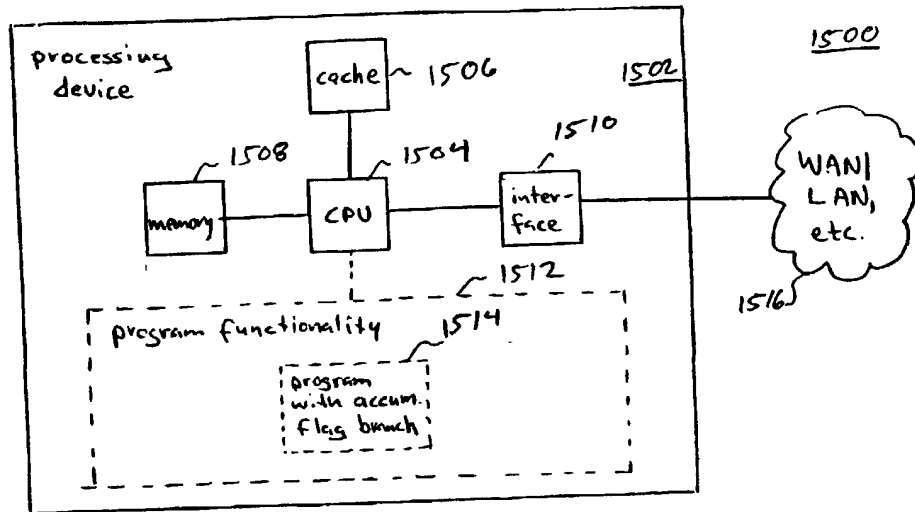 processing
device
cache
1506
1502
1500
1508
1504
1510
memory
CPU
inter-
face
WAN/
LAN,
etc.
1516
1512
program functionality
1514
program
with accum.
flag branch